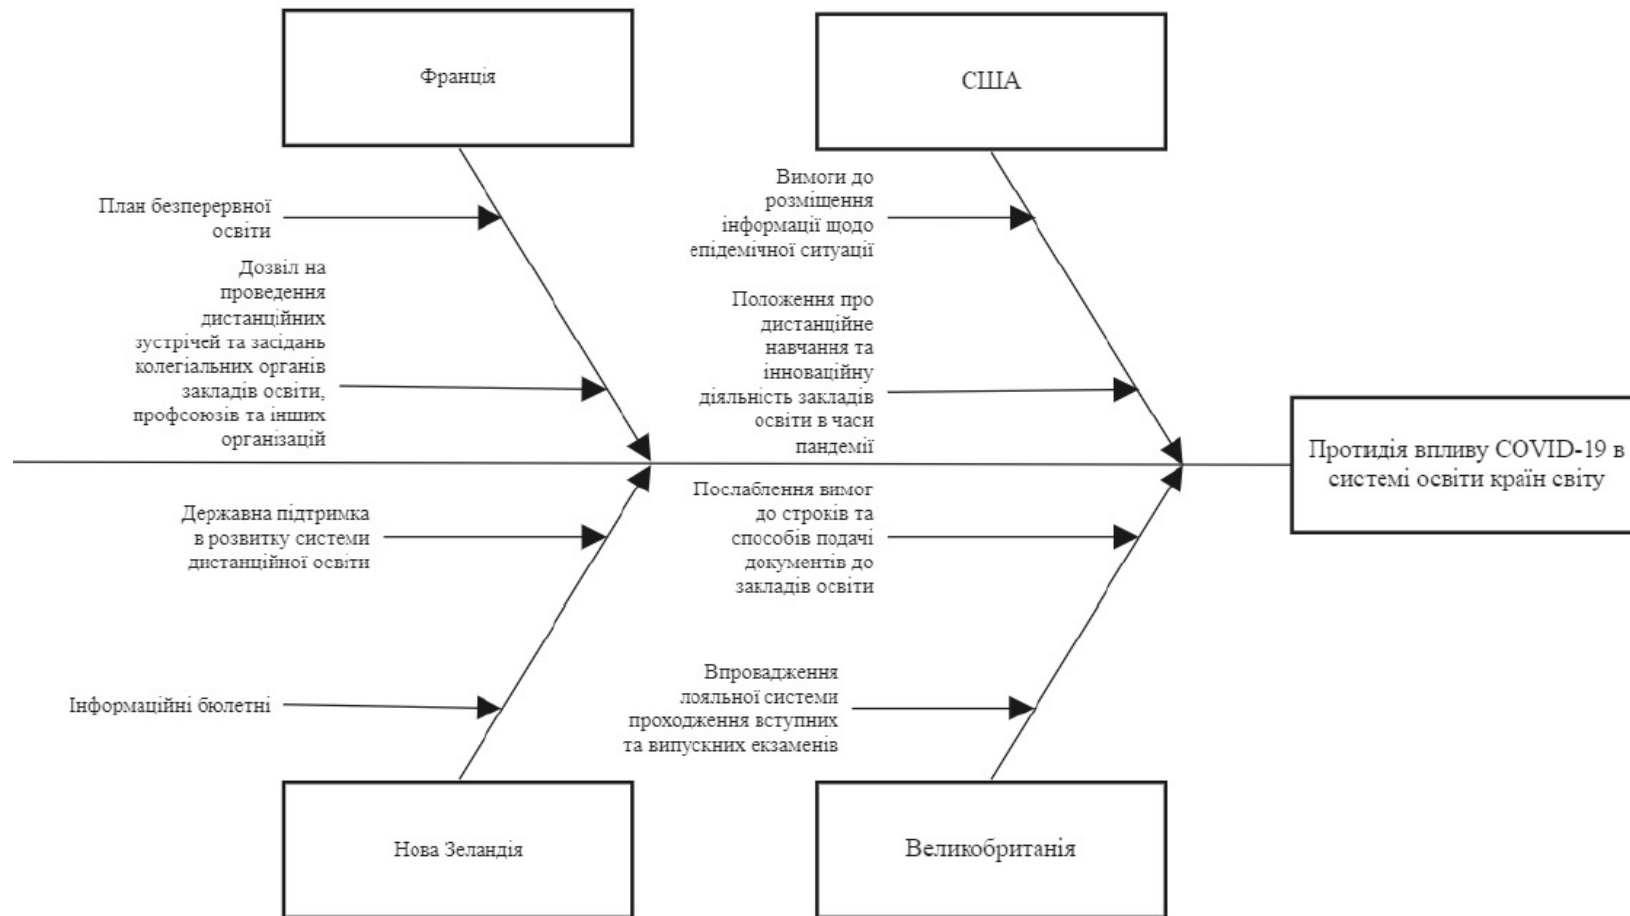 Франція
США
План безперервної
освіти
Дозвіл на
проведення
дистанційних
зустрічей та засідань
колегіальних органів
закладів освіти,
профсоюзів та інших
організацій
Вимоги до
розміщення
інформації щодо
епідемічної ситуації
Положення про
дистанційне
навчання та
інноваційну
діяльність закладів
освіти в часи
пандемії
Протидія впливу COVID-19 в
системі освіти країн світу
Державна підтримка
в розвитку системи
дистанційної освіти
Інформаційні бюлетні
Послаблення вимог
до строків та
способів подачі
документів до
закладів освіти
Впровадження
лояльної системи
проходження вступних
та випускних екзаменів
Нова Зеландія
Великобританія